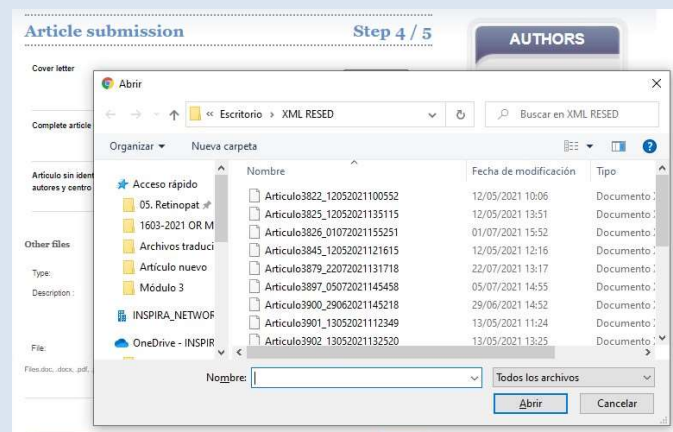 Article submission
Step 4 / 5
AUTHORS
Cover letter
Complete article
Artículo sin ident
autores y centro
Other files
Type:
Description :
File:
Files.doc, .docx, .pdf,
Abrir
« Escritorio › XML RESED
Buscar en XML RESED
Organizar
Nueva carpeta
Nombre
Fecha de modificación
Tipo
Acceso rápido
05. Retinopat
1603-2021 OR M
Archivos traduci
Artículo nuevo
Módulo 3
INSPIRA_NETWOR
OneDrive - INSPIR
Articulo3822_12052021100552 12/05/2021 10:06 Documento
Articulo3825_12052021135115 12/05/2021 13:51 Documento
Articulo3826_01072021155251 01/07/2021 15:52 Documento
Articulo3845_12052021121615 12/05/2021 12:16 Documento
Articulo3879_22072021131718 22/07/2021 13:17 Documento
Articulo3897_05072021145458 05/07/2021 14:55 Documento
Articulo3900_29062021145218 29/06/2021 14:52 Documento
Articulo3901_13052021112349 13/05/2021 11:24 Documento
Articulo3902_13052021132520 13/05/2021 13:25 Documento
Nombre:
Todos los archivos
Abrir
Cancelar